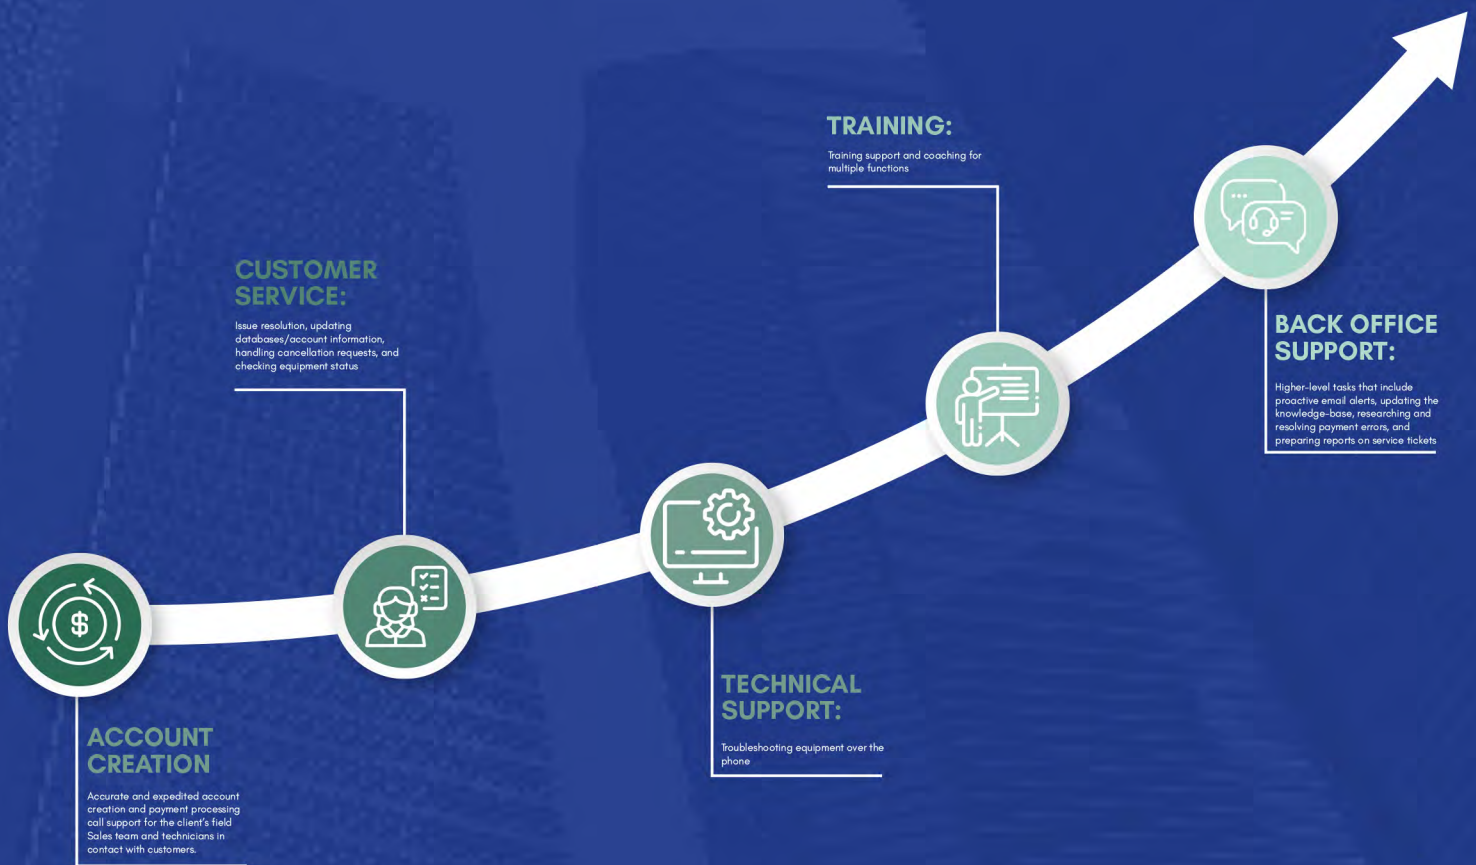 ACCOUNT
CREATION
Accurate and expedited account
creation and payment processing
call support for the client's field
Sales team and technicians in
contact with customers.
$
CUSTOMER
SERVICE:
Issue resolution, updating
databases/account information,
handling cancellation requests, and
checking equipment status
TECHNICAL
SUPPORT:
Troubleshooting equipment over the
phone
TRAINING:
Training support and coaching for
multiple functions
BACK OFFICE
SUPPORT:
Higher-level tasks that include
proactive email alerts, updating the
knowledge-base, researching and
resolving payment errors, and
preparing reports on service tickets